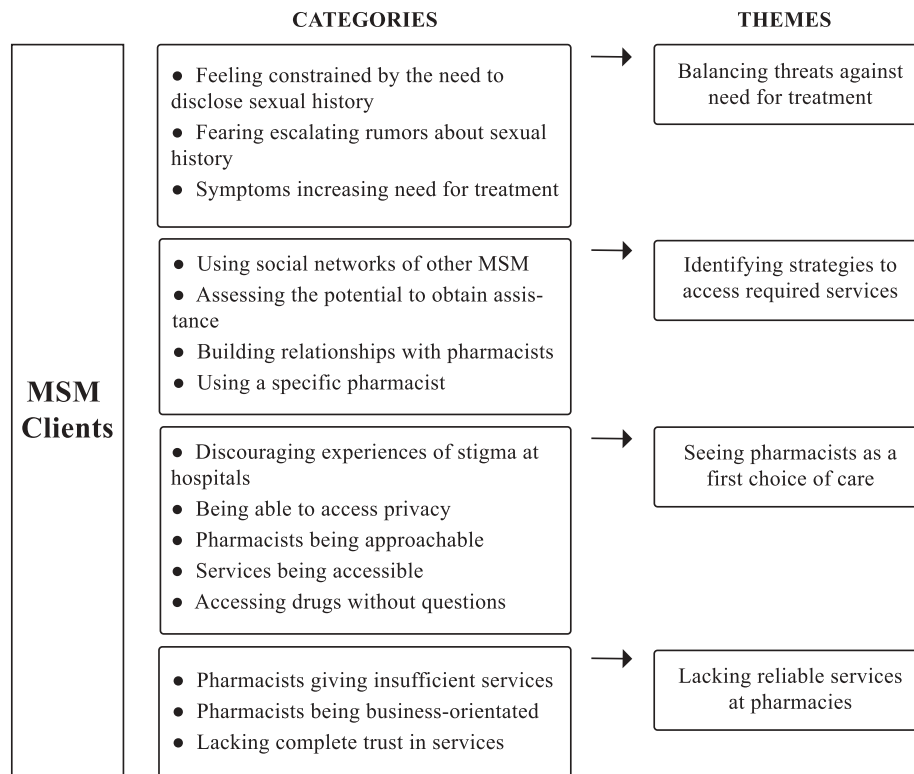 CATEGORIES
THEMES
MSM
Clients
● Feeling constrained by the need to
disclose sexual history
● Fearing escalating rumors about sexual
history
● Symptoms increasing need for treatment
Balancing threats against
need for treatment
● Using social networks of other MSM
● Assessing the potential to obtain assis-
tance
● Building relationships with pharmacists
● Using a specific pharmacist
Identifying strategies to
access required services
● Discouraging experiences of stigma at
hospitals
● Being able to access privacy
● Pharmacists being approachable
● Services being accessible
● Accessing drugs without questions
Seeing pharmacists as a
first choice of care
● Pharmacists giving insufficient services
● Pharmacists being business-orientated
● Lacking complete trust in services
Lacking reliable services
at pharmacies